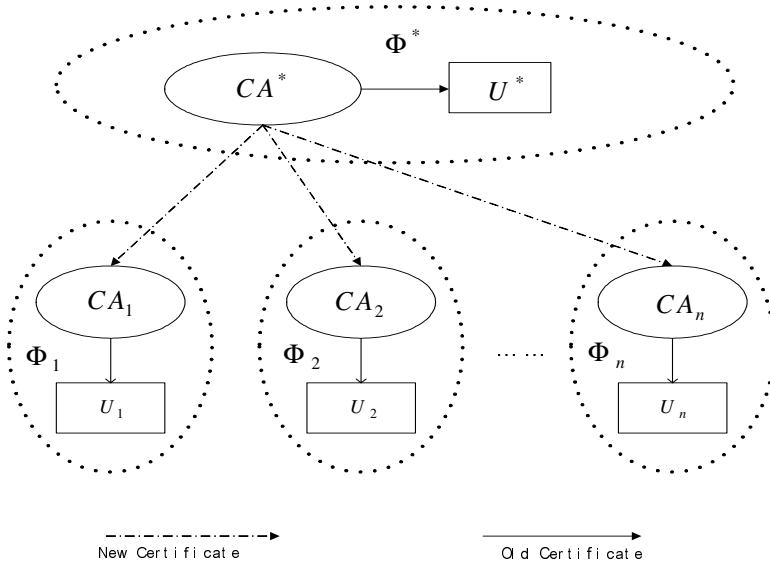 Φ*
CA*
U*
CA₁
CA₂
CAₙ
Φ₁
Φ₂
... ...
Φₙ
U₁
U₂
Uₙ
New Certificate
Old Certificate